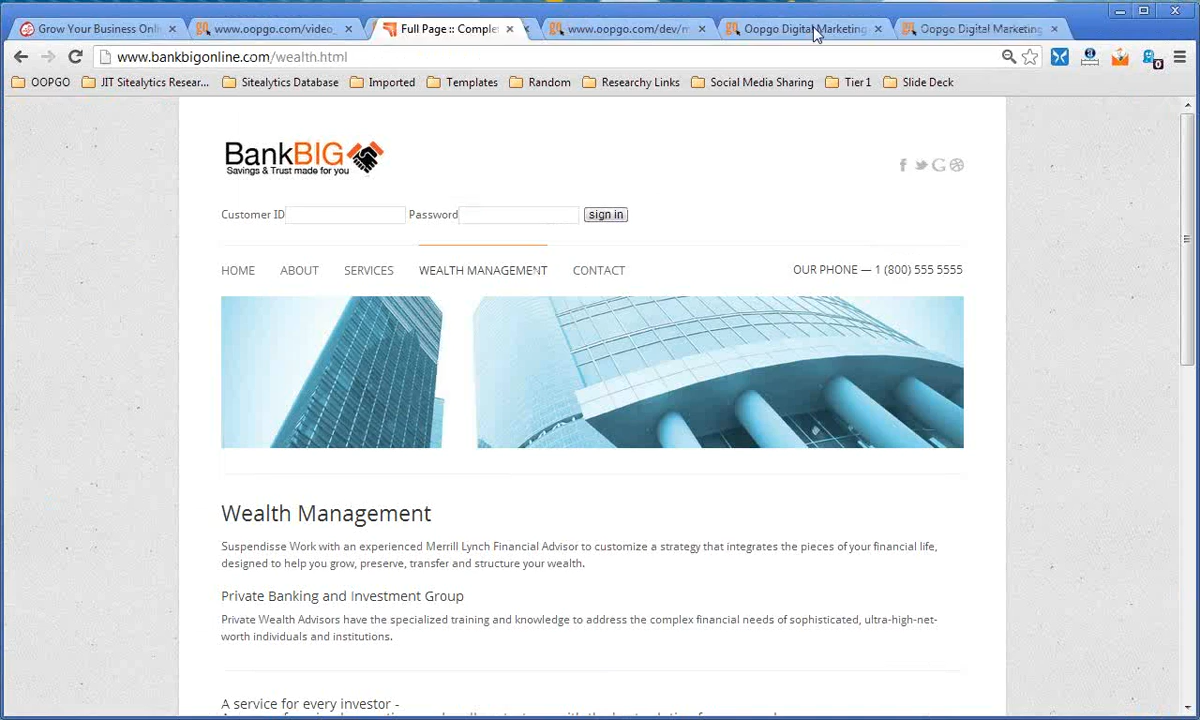 Grow Your Business Onli
www.oopgo.com/video_
Full Page :: Complet
www.oopgo.com/dev/m
Oopgo Digital Marketing
Oopgo Digital Marketing
www.bankbigonline.com/wealth.html
OOPGO
JIT Sitealytics Resear...
Sitealytics Database
Imported
Templates
Random
Researchy Links
Social Media Sharing
Tier 1
Slide Deck
BankBIG
Savings & Trust made for you
Customer ID
Password
sign in
HOME
ABOUT
SERVICES
WEALTH MANAGEMENT
CONTACT
OUR PHONE — 1 (800) 555 5555
Wealth Management
Suspendisse Work with an experienced Merrill Lynch Financial Advisor to customize a strategy that integrates the pieces of your financial life,
designed to help you grow, preserve, transfer and structure your wealth.
Private Banking and Investment Group
Private Wealth Advisors have the specialized training and knowledge to address the complex financial needs of sophisticated, ultra-high-net-
worth individuals and institutions.
A service for every investor -